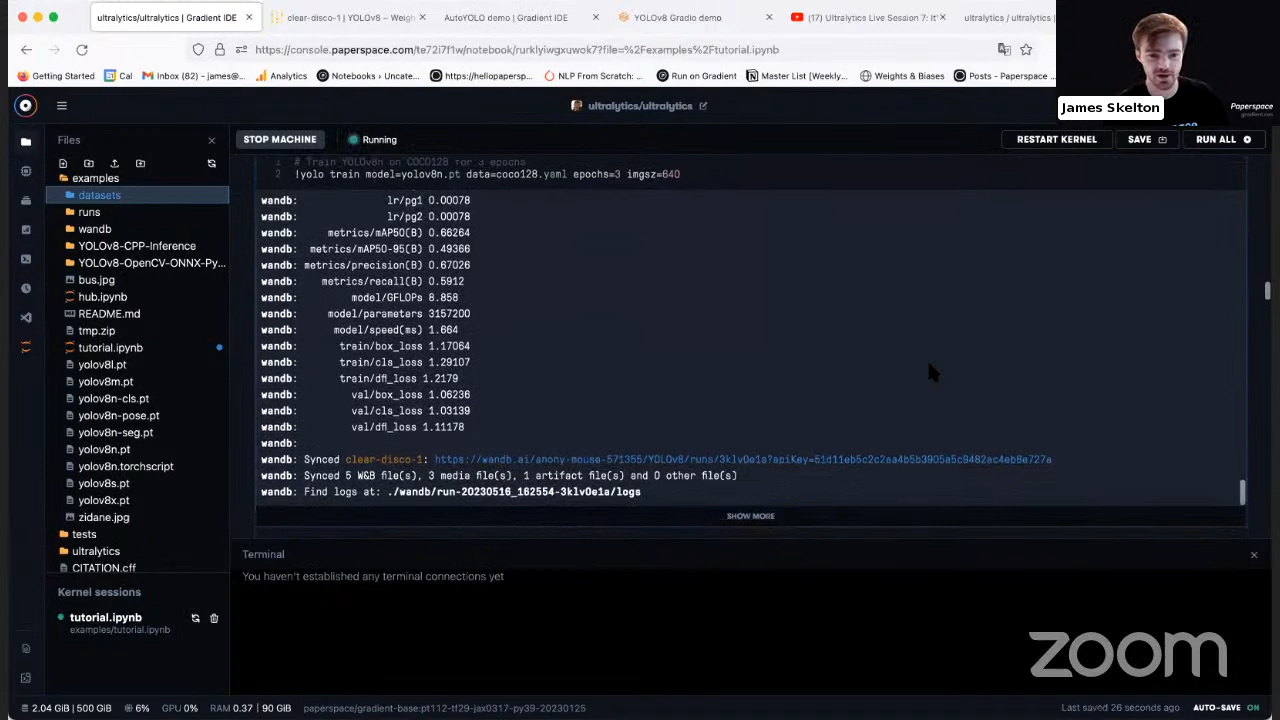 ultralytics/ultralytics | Gradient IDE
clear-disco-1 | YOLOv8 – Weigh
AutoYOLO demo | Gradient IDE
YOLOv8 Gradio demo
(17) Ultralytics Live Session 7: It'
ultralytics / ultralytics
https://console.paperspace.com/te72i7f1w/notebook/rurklyiwgxuwok7?file=%2Fexamples%2Ftutorial.ipynb
Getting Started
Cal
Inbox (82) - james@...
Analytics
Notebooks › Uncate...
https://hellopapersp...
NLP From Scratch: ...
Run on Gradient
Master List [Weekly...
Weights & Biases
Posts - Paperspace
James Skelton
Paperspace
ultralytics/ultralytics
Files
STOP MACHINE
Running
RESTART KERNEL
SAVE
RUN ALL
examples
datasets
runs
wandb
YOLOv8-CPP-Inference
YOLOv8-OpenCV-ONNX-Py...
bus.jpg
hub.ipynb
README.md
tmp.zip
tutorial.ipynb
yolov8l.pt
yolov8m.pt
yolov8n-cls.pt
yolov8n-pose.pt
yolov8n-seg.pt
yolov8n.pt
yolov8n.torchscript
yolov8s.pt
yolov8x.pt
zidane.jpg
tests
ultralytics
CITATION.cff
1 # Train YOLOv8n on COCO128 for 3 epochs
2 !yolo train model=yolov8n.pt data=coco128.yaml epochs=3 imgsz=640
wandb: lr/pg1 0.00078
wandb: lr/pg2 0.00078
wandb: metrics/mAP50(B) 0.66264
wandb: metrics/mAP50-95(B) 0.49366
wandb: metrics/precision(B) 0.67026
wandb: metrics/recall(B) 0.5912
wandb: model/GFLOPs 8.858
wandb: model/parameters 3157200
wandb: model/speed(ms) 1.664
wandb: train/box_loss 1.17064
wandb: train/cls_loss 1.29107
wandb: train/dfl_loss 1.2179
wandb: val/box_loss 1.06236
wandb: val/cls_loss 1.03139
wandb: val/dfl_loss 1.11178
wandb:
wandb: Synced clear-disco-1: https://wandb.ai/anony-mouse-571355/YOLOv8/runs/3klv0e1a?apiKey=51d11eb5c2c2aa4b5b3905a5c9482ac4eb8e727a
wandb: Synced 5 W&B file(s), 3 media file(s), 1 artifact file(s) and 0 other file(s)
wandb: Find logs at: ./wandb/run-20230516_162554-3klv0e1a/logs
SHOW MORE
Terminal
You haven't established any terminal connections yet
Kernel sessions
tutorial.ipynb
examples/tutorial.ipynb
zoom
2.04 GiB | 500 GiB
6%
GPU 0%
RAM 0.37 | 90 GiB
paperspace/gradient-base:pt112-tf29-jax0317-py39-20230125
Last saved 26 seconds ago
AUTO-SAVE ON